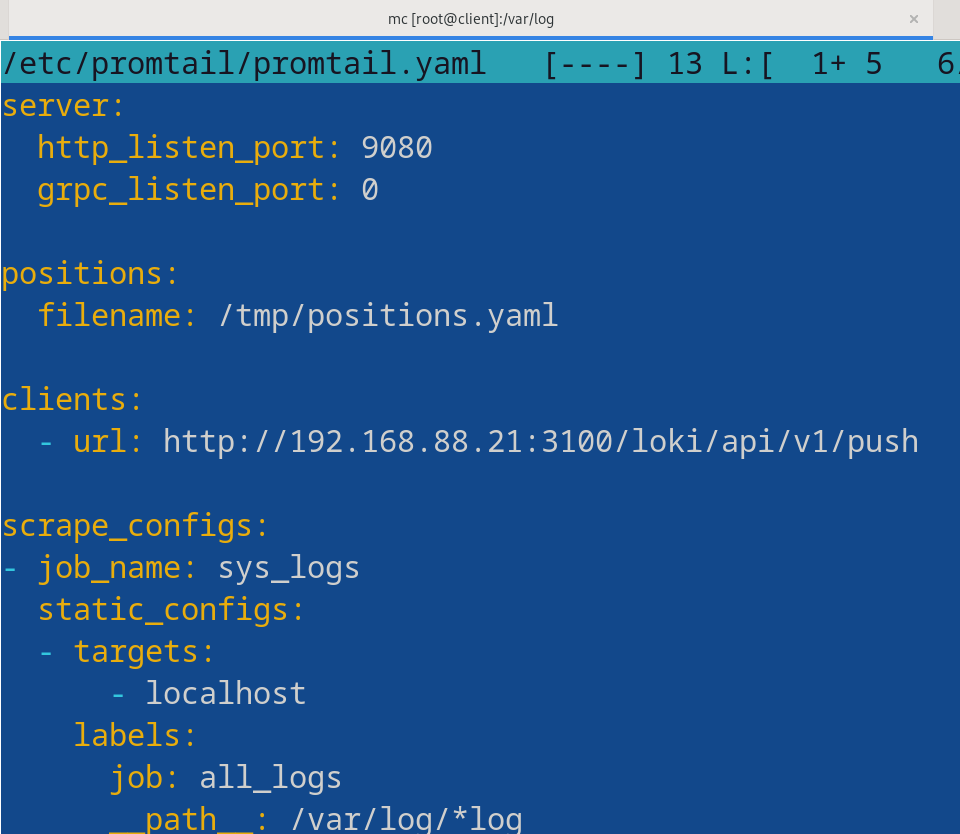 mc [root@client]:/var/log ×
/etc/promtail/promtail.yaml   [----] 13 L:[  1+ 5   6
server:
  http_listen_port: 9080
  grpc_listen_port: 0

positions:
  filename: /tmp/positions.yaml

clients:
  - url: http://192.168.88.21:3100/loki/api/v1/push

scrape_configs:
- job_name: sys_logs
  static_configs:
  - targets:
      - localhost
    labels:
      job: all_logs
      __path__: /var/log/*log